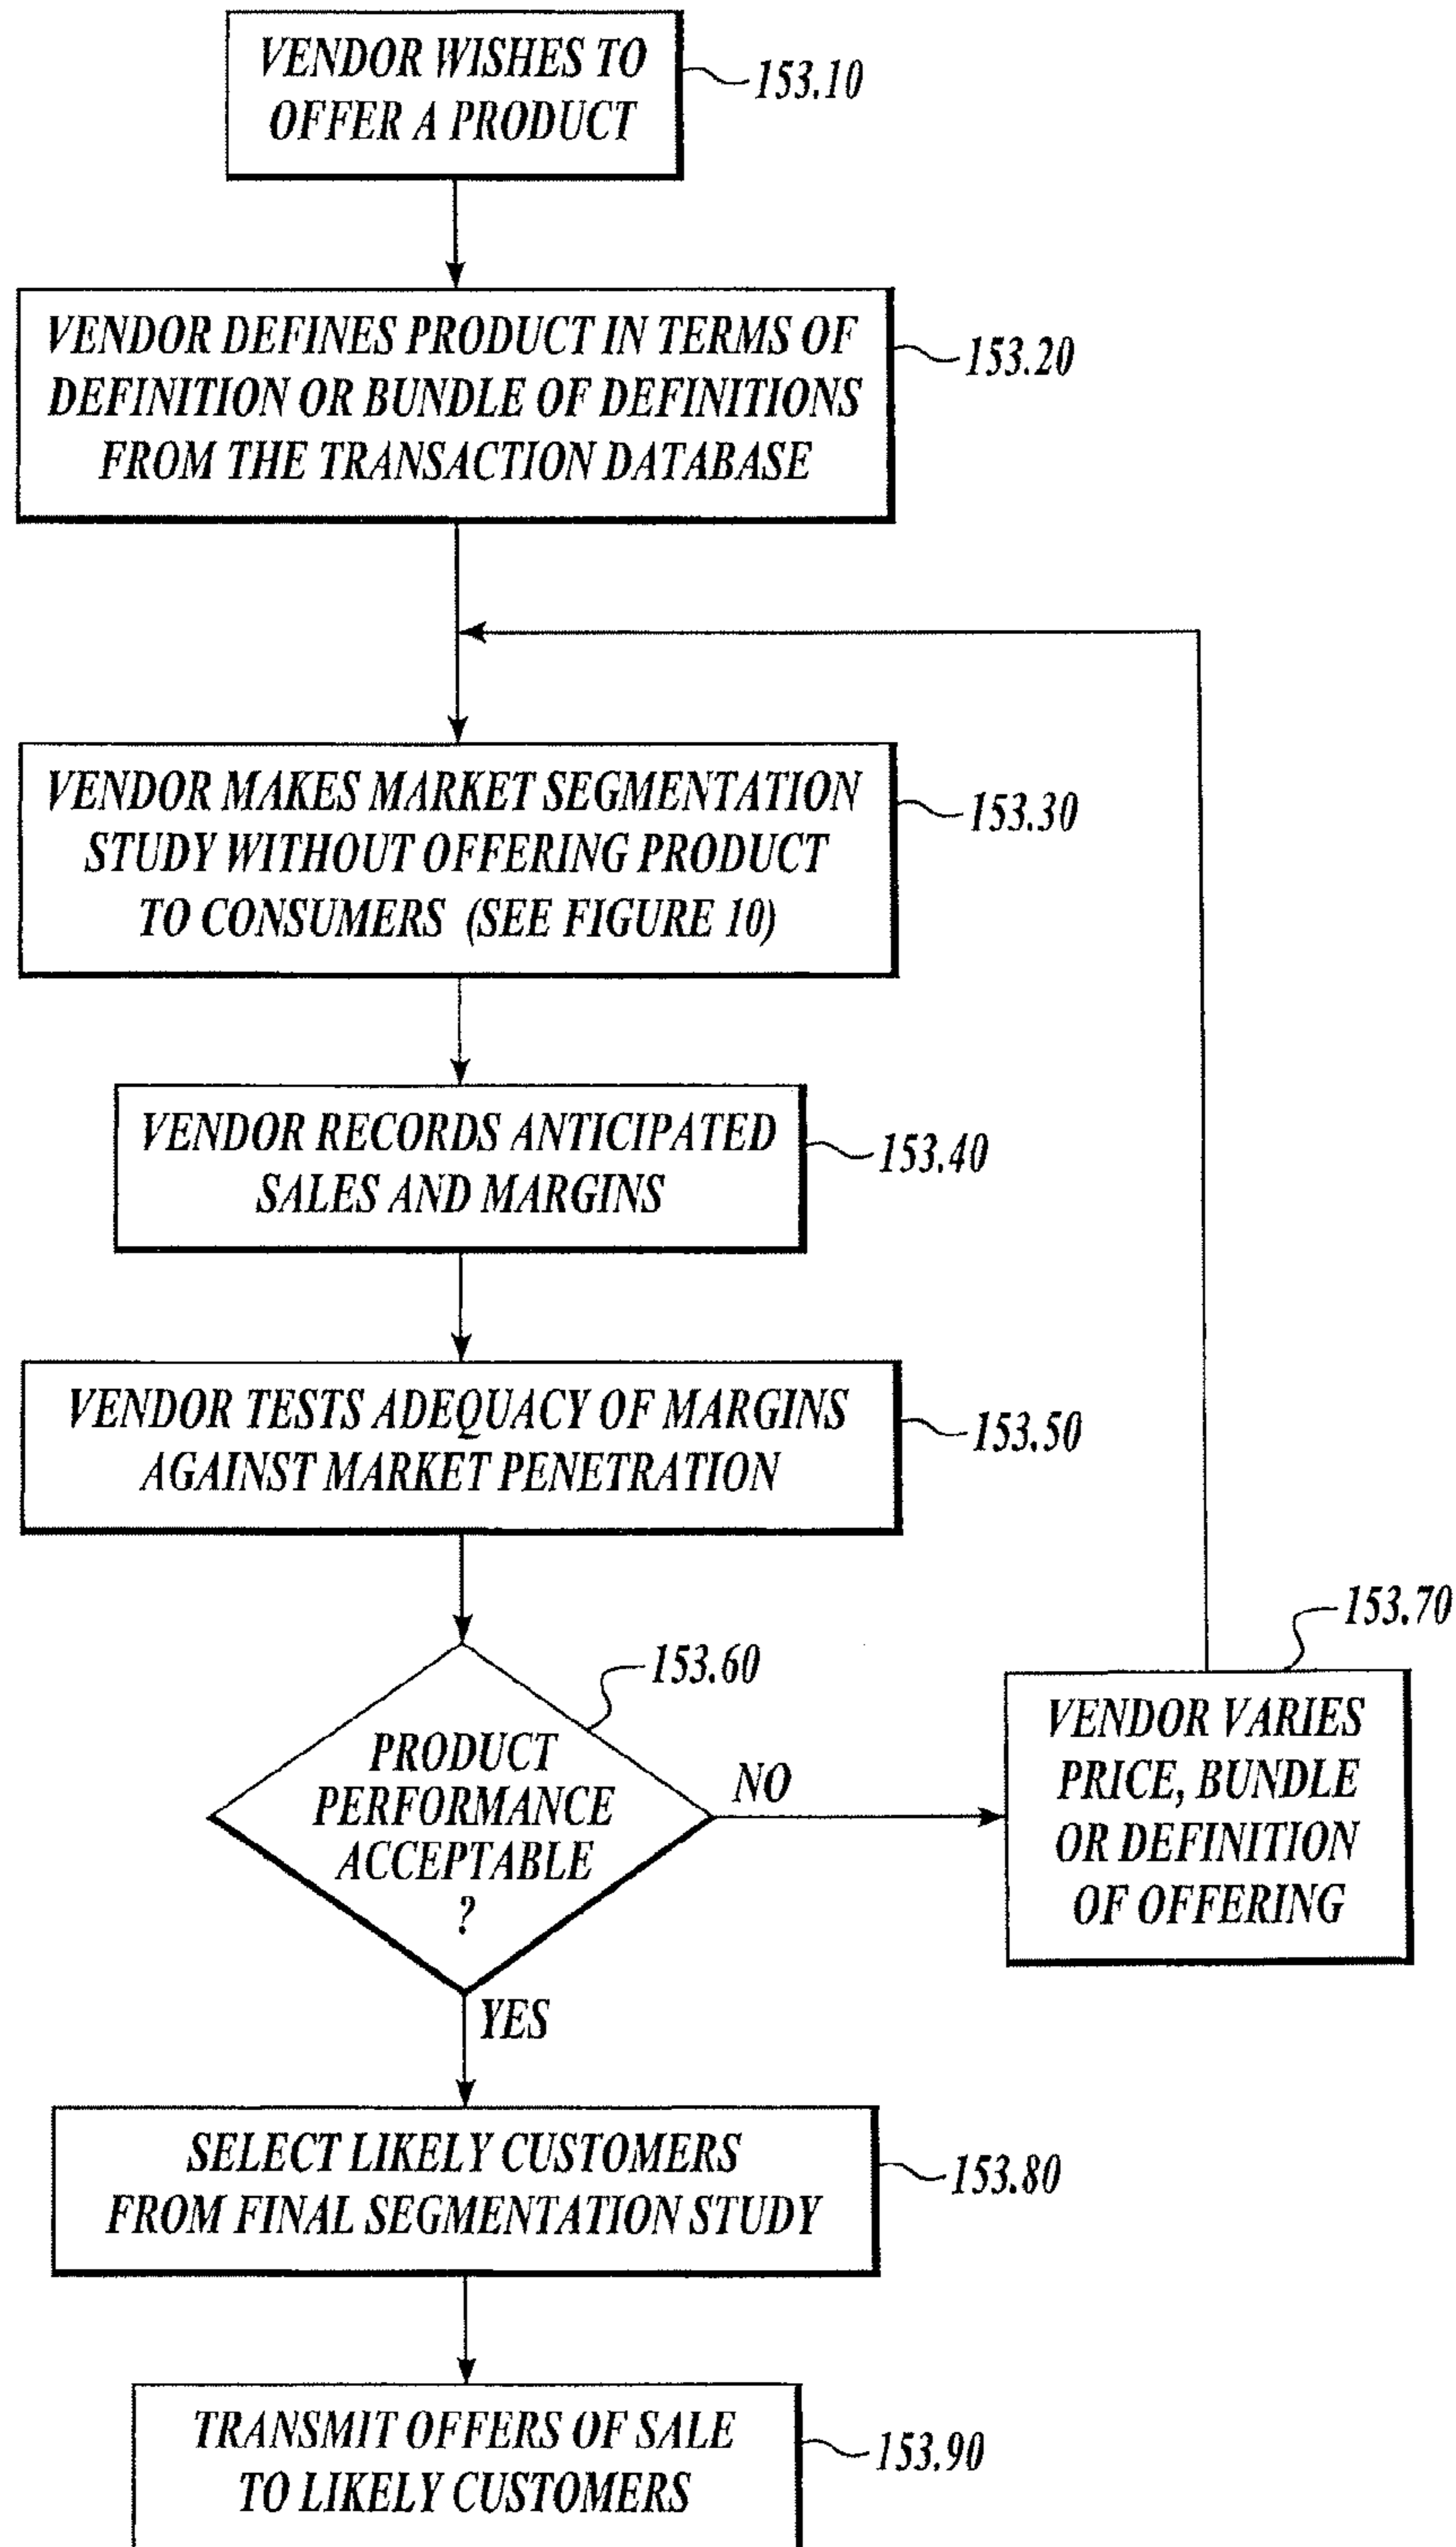 VENDOR WISHES TO
OFFER A PRODUCT
153.10
VENDOR DEFINES PRODUCT IN TERMS OF
DEFINITION OR BUNDLE OF DEFINITIONS
FROM THE TRANSACTION DATABASE
153.20
VENDOR MAKES MARKET SEGMENTATION
STUDY WITHOUT OFFERING PRODUCT
TO CONSUMERS (SEE FIGURE 10)
153.30
VENDOR RECORDS ANTICIPATED
SALES AND MARGINS
153.40
VENDOR TESTS ADEQUACY OF MARGINS
AGAINST MARKET PENETRATION
153.50
PRODUCT
PERFORMANCE
ACCEPTABLE
?
153.60
NO
VENDOR VARIES
PRICE, BUNDLE
OR DEFINITION
OF OFFERING
153.70
YES
SELECT LIKELY CUSTOMERS
FROM FINAL SEGMENTATION STUDY
153.80
TRANSMIT OFFERS OF SALE
TO LIKELY CUSTOMERS
153.90